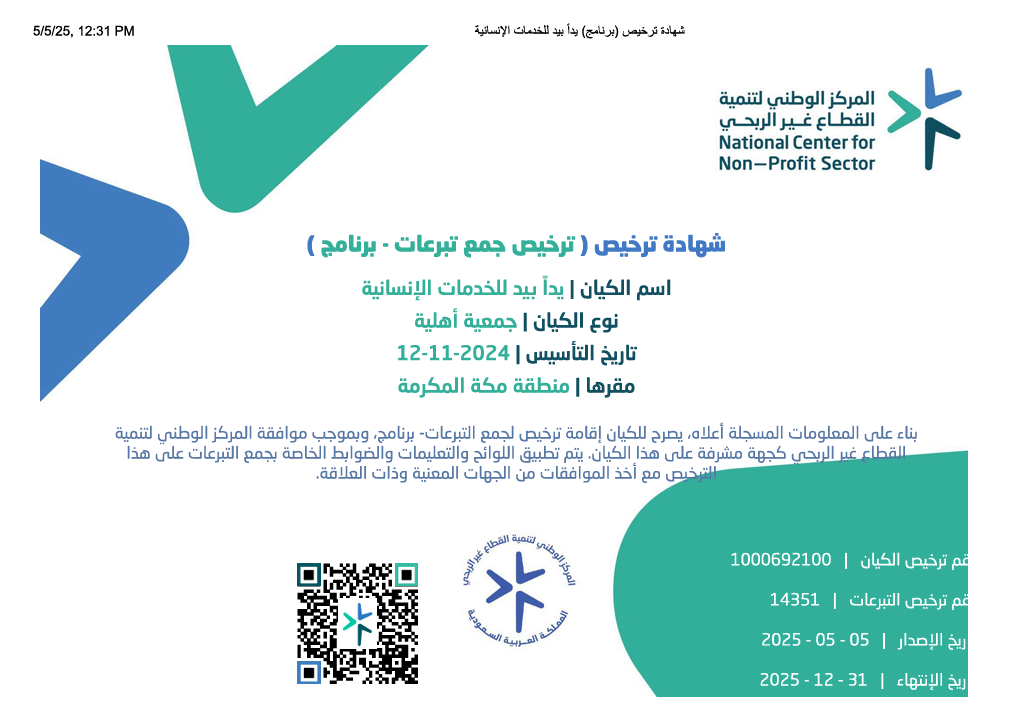 5/5/25, 12:31 PM
شهادة ترخيص (برنامج) يدأ بيد للخدمات الإنسانية
المركز الوطني لتنمية
القطاع غير الربحي
National Center for
Non-Profit Sector
شهادة ترخيص ( ترخيص جمع تبرعات - برنامج )
اسم الكيان | يدأ بيد للخدمات الإنسانية
نوع الكيان | جمعية أهلية
تاريخ التأسيس | 2024-11-12
مقرها | منطقة مكة المكرمة
بناء على المعلومات المسجلة أعلاه، يصرح للكيان إقامة ترخيص لجمع التبرعات- برنامج، وبموجب موافقة المركز الوطني لتنمية
القطاع غير الربحي كجهة مشرفة على هذا الكيان. يتم تطبيق اللوائح والتعليمات والضوابط الخاصة بجمع التبرعات على هذا
الترخيص مع أخذ الموافقات من الجهات المعنية وذات العلاقة.
قم ترخيص الكيان | 1000692100
قم ترخيص التبرعات | 14351
ريخ الإصدار | 05 - 05 - 2025
ريخ الإنتهاء | 31 - 12 - 2025
المركز الوطني لتنمية القطاع غير الربحي
المملكة العربية السعودية